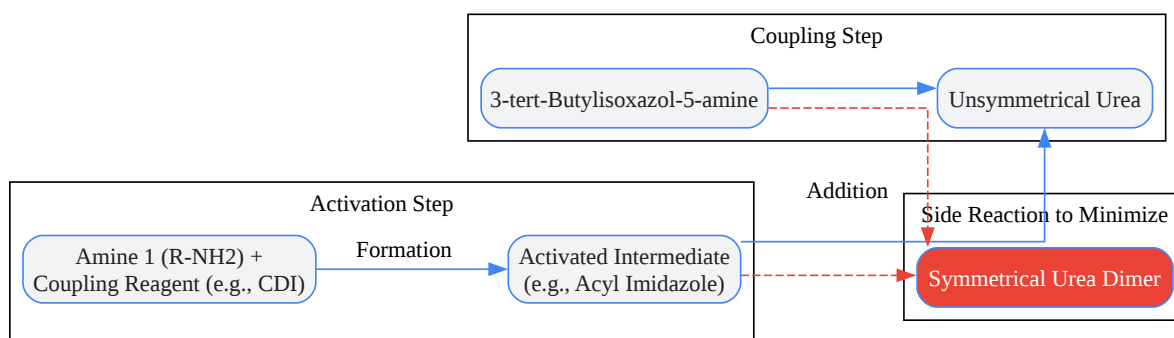 Coupling Step
3-tert-Butylisoxazol-5-amine
Unsymmetrical Urea
Addition
Activation Step
Formation
Amine 1 (R-NH2) +
Coupling Reagent (e.g., CDI)
Activated Intermediate
(e.g., Acyl Imidazole)
Side Reaction to Minimize
Symmetrical Urea Dimer